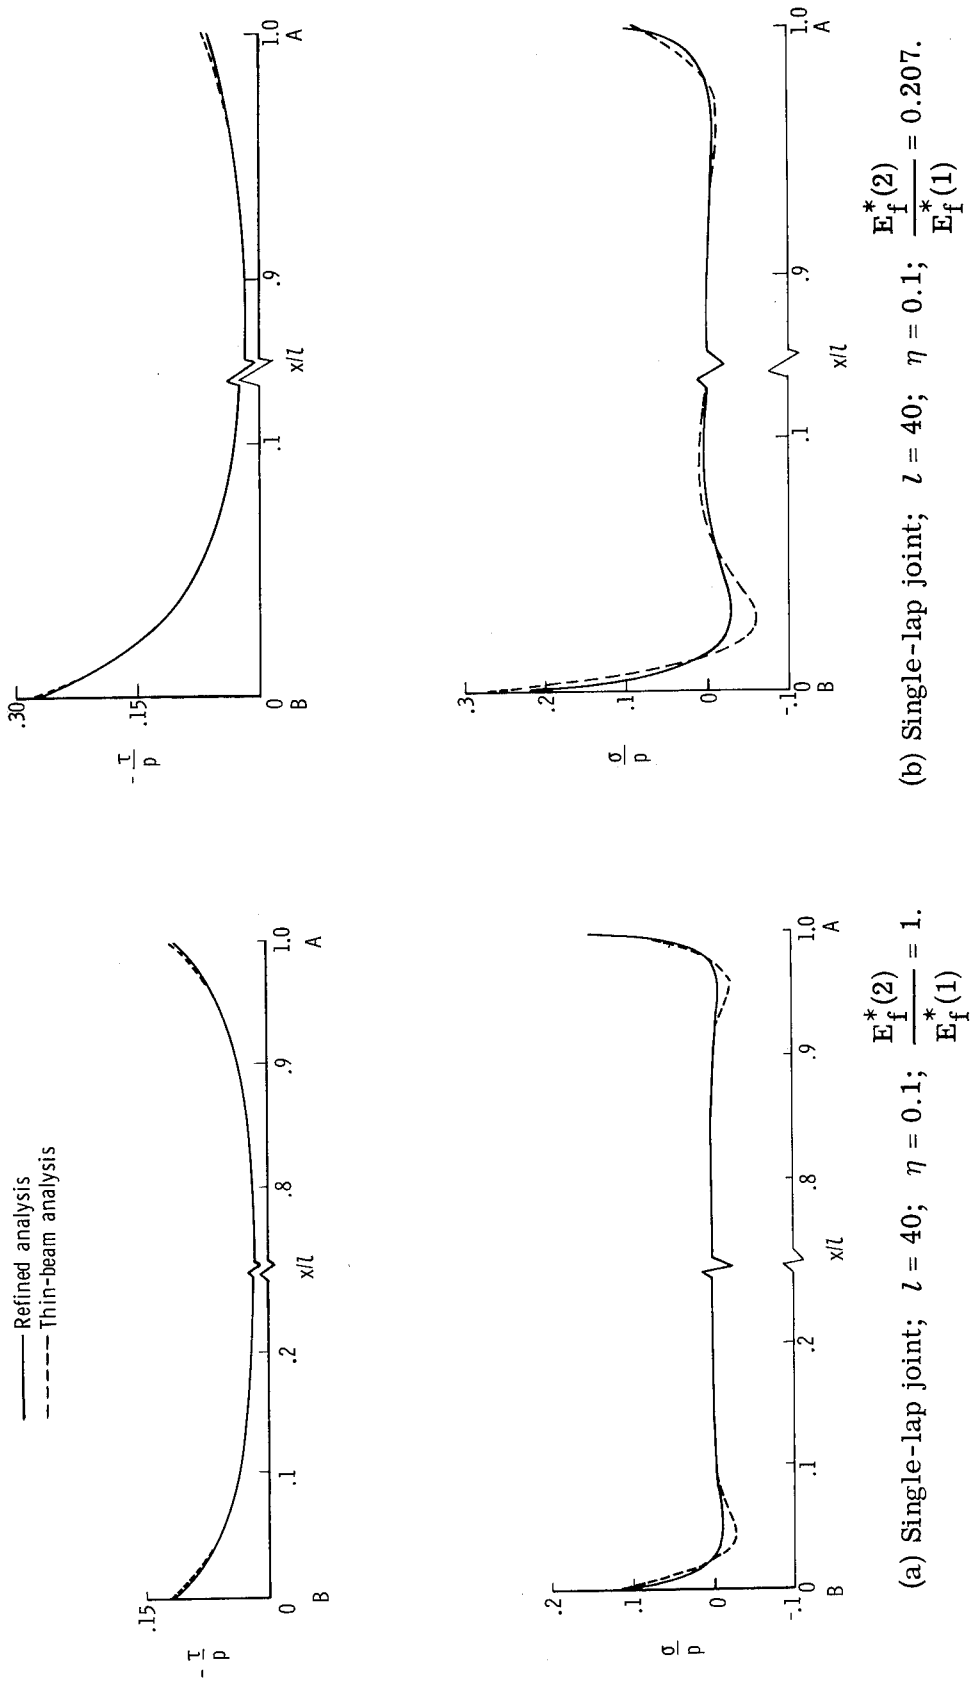 Refined analysis
Thin-beam analysis
.15
- τ/p
0
B
.1
.2
x/l
.8
.9
1.0
A
.2
.1
σ/p
0
-.1
0
B
.1
.2
x/l
.8
.9
1.0
A
(a) Single-lap joint; l = 40; η = 0.1; E*f(2)/E*f(1) = 1.
.30
.15
- τ/p
0
B
.1
x/l
.9
1.0
A
.3
.2
.1
σ/p
0
-.1
0
B
.1
x/l
.9
1.0
A
(b) Single-lap joint; l = 40; η = 0.1; E*f(2)/E*f(1) = 0.207.